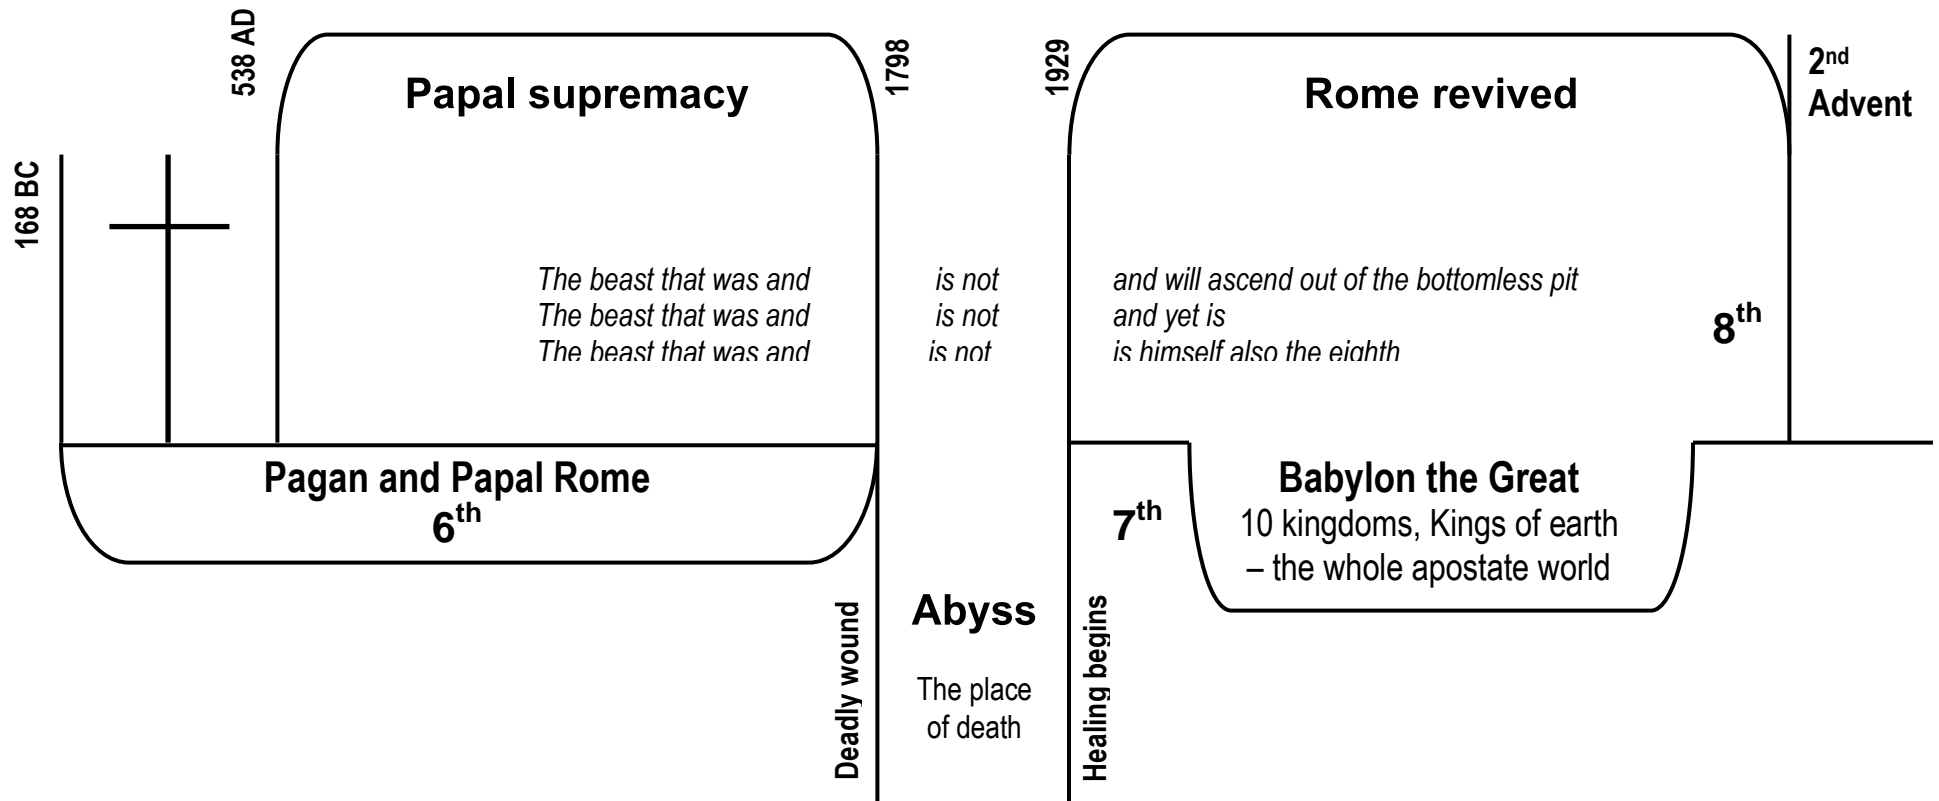 168 BC
538 AD
Papal supremacy
1798
1929
Rome revived
2nd
Advent
The beast that was and is not and will ascend out of the bottomless pit
The beast that was and is not and yet is
The beast that was and is not is himself also the eighth
8th
Pagan and Papal Rome
6th
7th
Babylon the Great
10 kingdoms, Kings of earth
– the whole apostate world
Deadly wound
Abyss
The place
of death
Healing begins